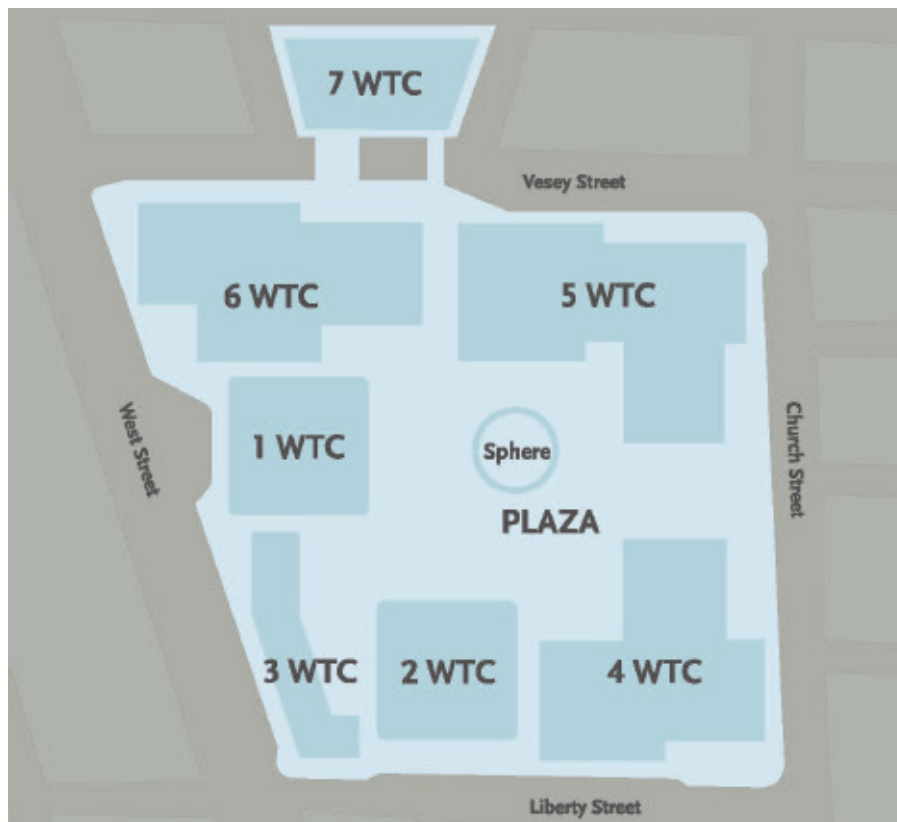 7 WTC
Vesey Street
6 WTC
5 WTC
1 WTC
Sphere
West Street
Church Street
PLAZA
3 WTC
2 WTC
4 WTC
Liberty Street